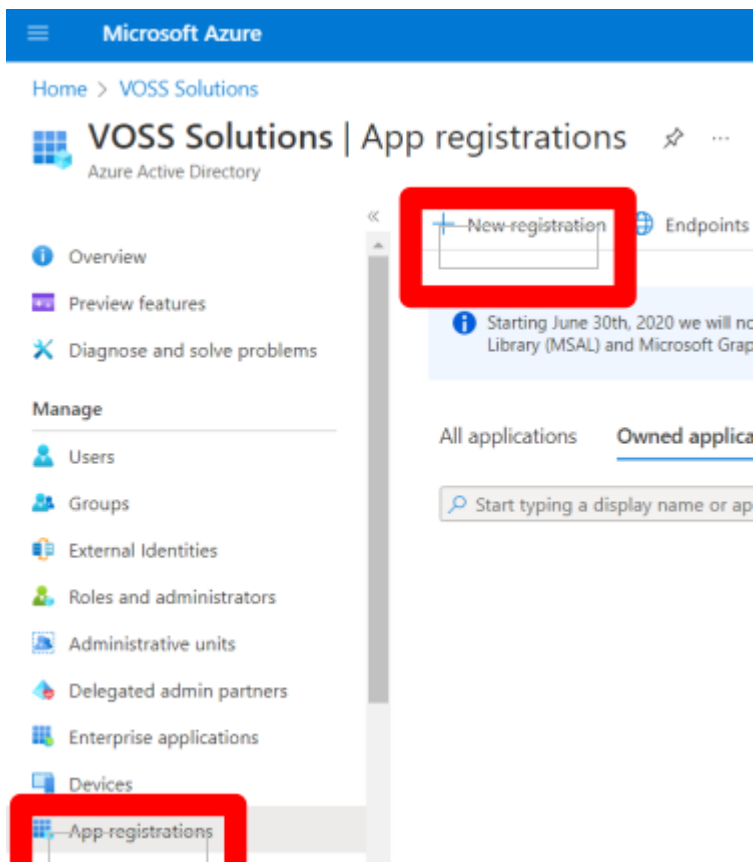 Microsoft Azure
Home > VOSS Solutions
VOSS Solutions | App registrations
Azure Active Directory
New registration
Endpoints
Overview
Preview features
Diagnose and solve problems
Manage
Users
Groups
External Identities
Roles and administrators
Administrative units
Delegated admin partners
Enterprise applications
Devices
App registrations
Starting June 30th, 2020 we will no
Library (MSAL) and Microsoft Grap
All applications
Owned applica
Start typing a display name or ap